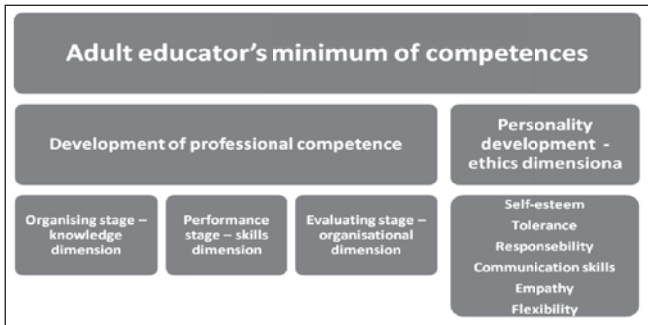 Adult educator's minimum of competences
Development of professional competence
Personality
development -
ethics dimensiona
Organising stage –
knowledge
dimension
Performance
stage – skills
dimension
Evaluating stage –
organisational
dimension
Self-esteem
Tolerance
Responsebility
Communication skills
Empathy
Flexibility